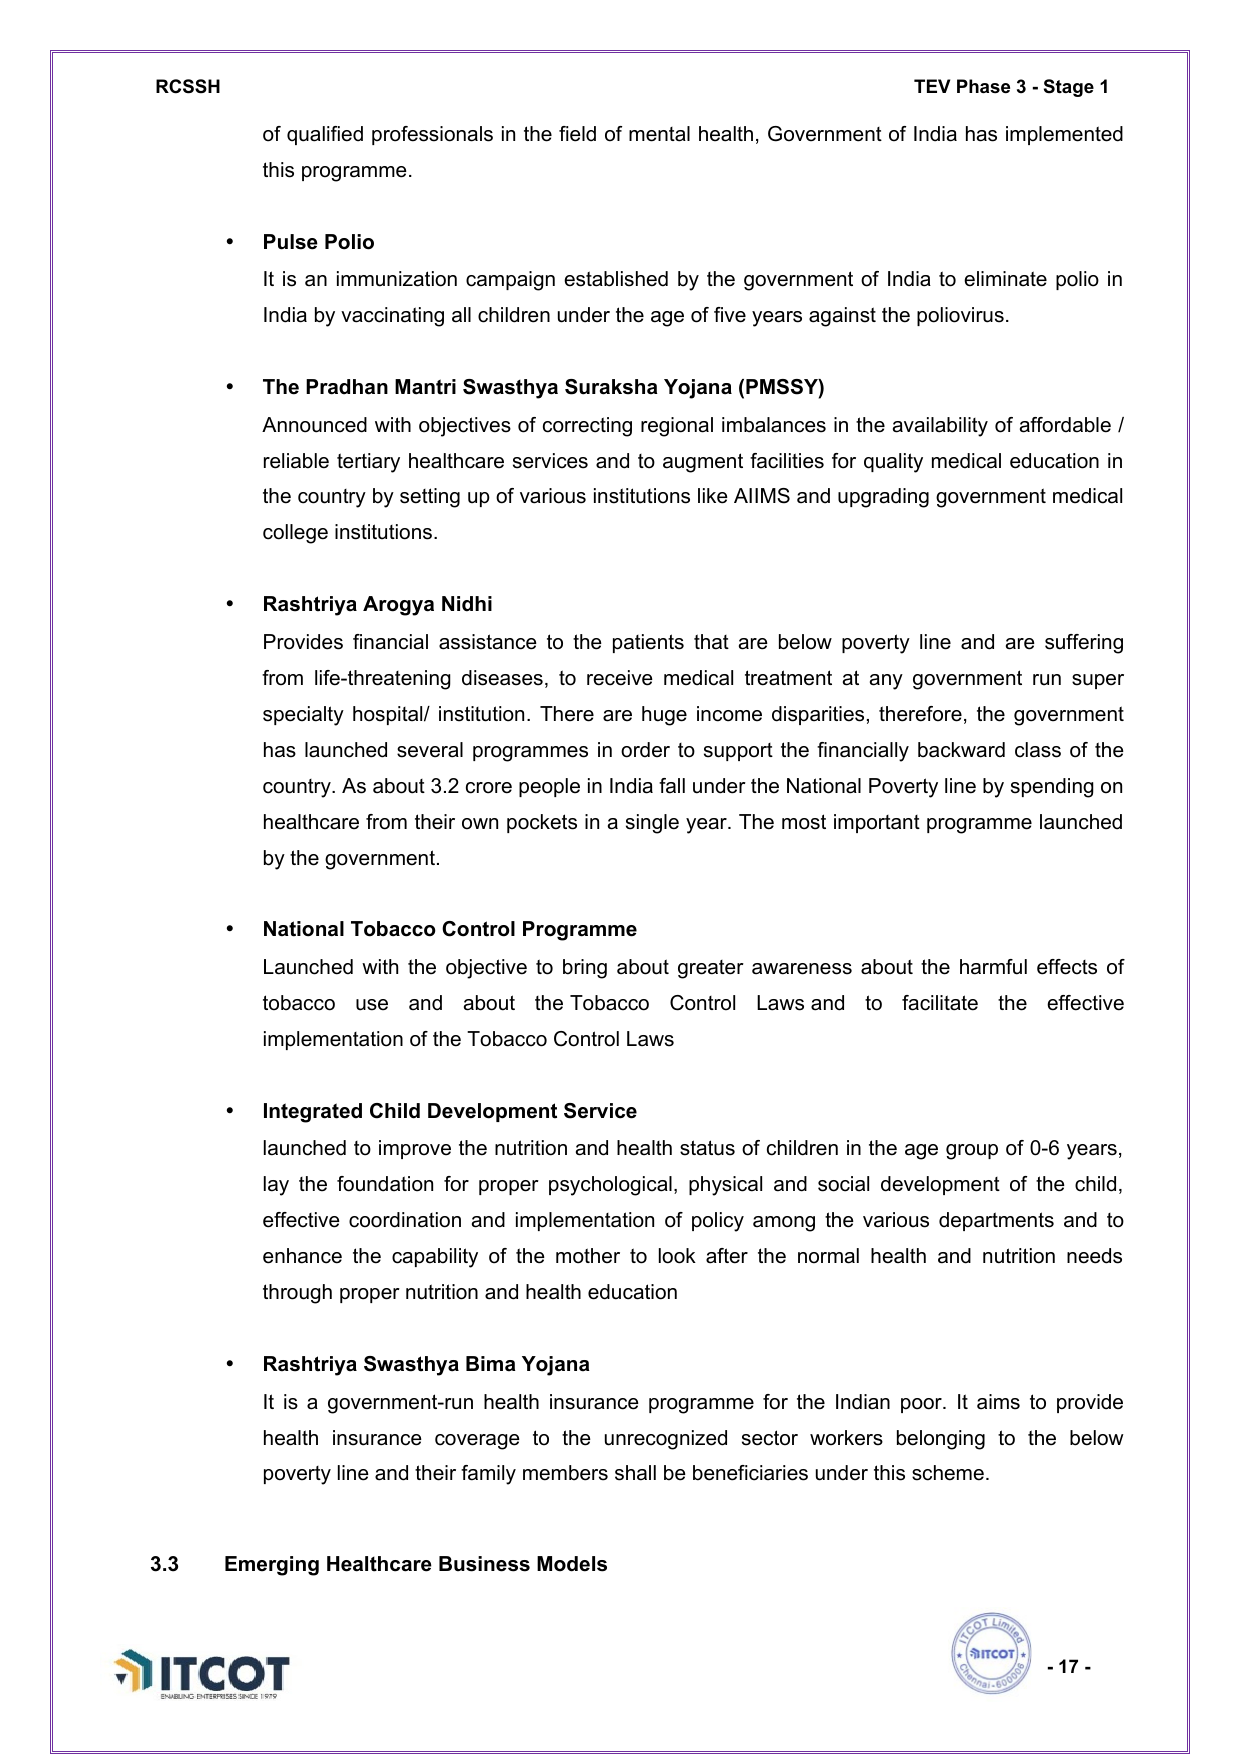 RCSSH TEV Phase 3 - Stage 1
of qualified professionals in the field of mental health, Government of India has implemented
this programme.
• Pulse Polio
It is an immunization campaign established by the government of India to eliminate polio in
India by vaccinating all children under the age of five years against the poliovirus.
• The Pradhan Mantri Swasthya Suraksha Yojana (PMSSY)
Announced with objectives of correcting regional imbalances in the availability of affordable /
reliable tertiary healthcare services and to augment facilities for quality medical education in
the country by setting up of various institutions like AIIMS and upgrading government medical
college institutions.
• Rashtriya Arogya Nidhi
Provides financial assistance to the patients that are below poverty line and are suffering
from life-threatening diseases, to receive medical treatment at any government run super
specialty hospital/ institution. There are huge income disparities, therefore, the government
has launched several programmes in order to support the financially backward class of the
country. As about 3.2 crore people in India fall under the National Poverty line by spending on
healthcare from their own pockets in a single year. The most important programme launched
by the government.
• National Tobacco Control Programme
Launched with the objective to bring about greater awareness about the harmful effects of
tobacco use and about the Tobacco Control Laws and to facilitate the effective
implementation of the Tobacco Control Laws
• Integrated Child Development Service
launched to improve the nutrition and health status of children in the age group of 0-6 years,
lay the foundation for proper psychological, physical and social development of the child,
effective coordination and implementation of policy among the various departments and to
enhance the capability of the mother to look after the normal health and nutrition needs
through proper nutrition and health education
• Rashtriya Swasthya Bima Yojana
It is a government-run health insurance programme for the Indian poor. It aims to provide
health insurance coverage to the unrecognized sector workers belonging to the below
poverty line and their family members shall be beneficiaries under this scheme.
3.3 Emerging Healthcare Business Models
ITCOT
ENABLING ENTERPRISES SINCE 1979
ITCOT Limited
ITCOT
Chennai-600006
- 17 -